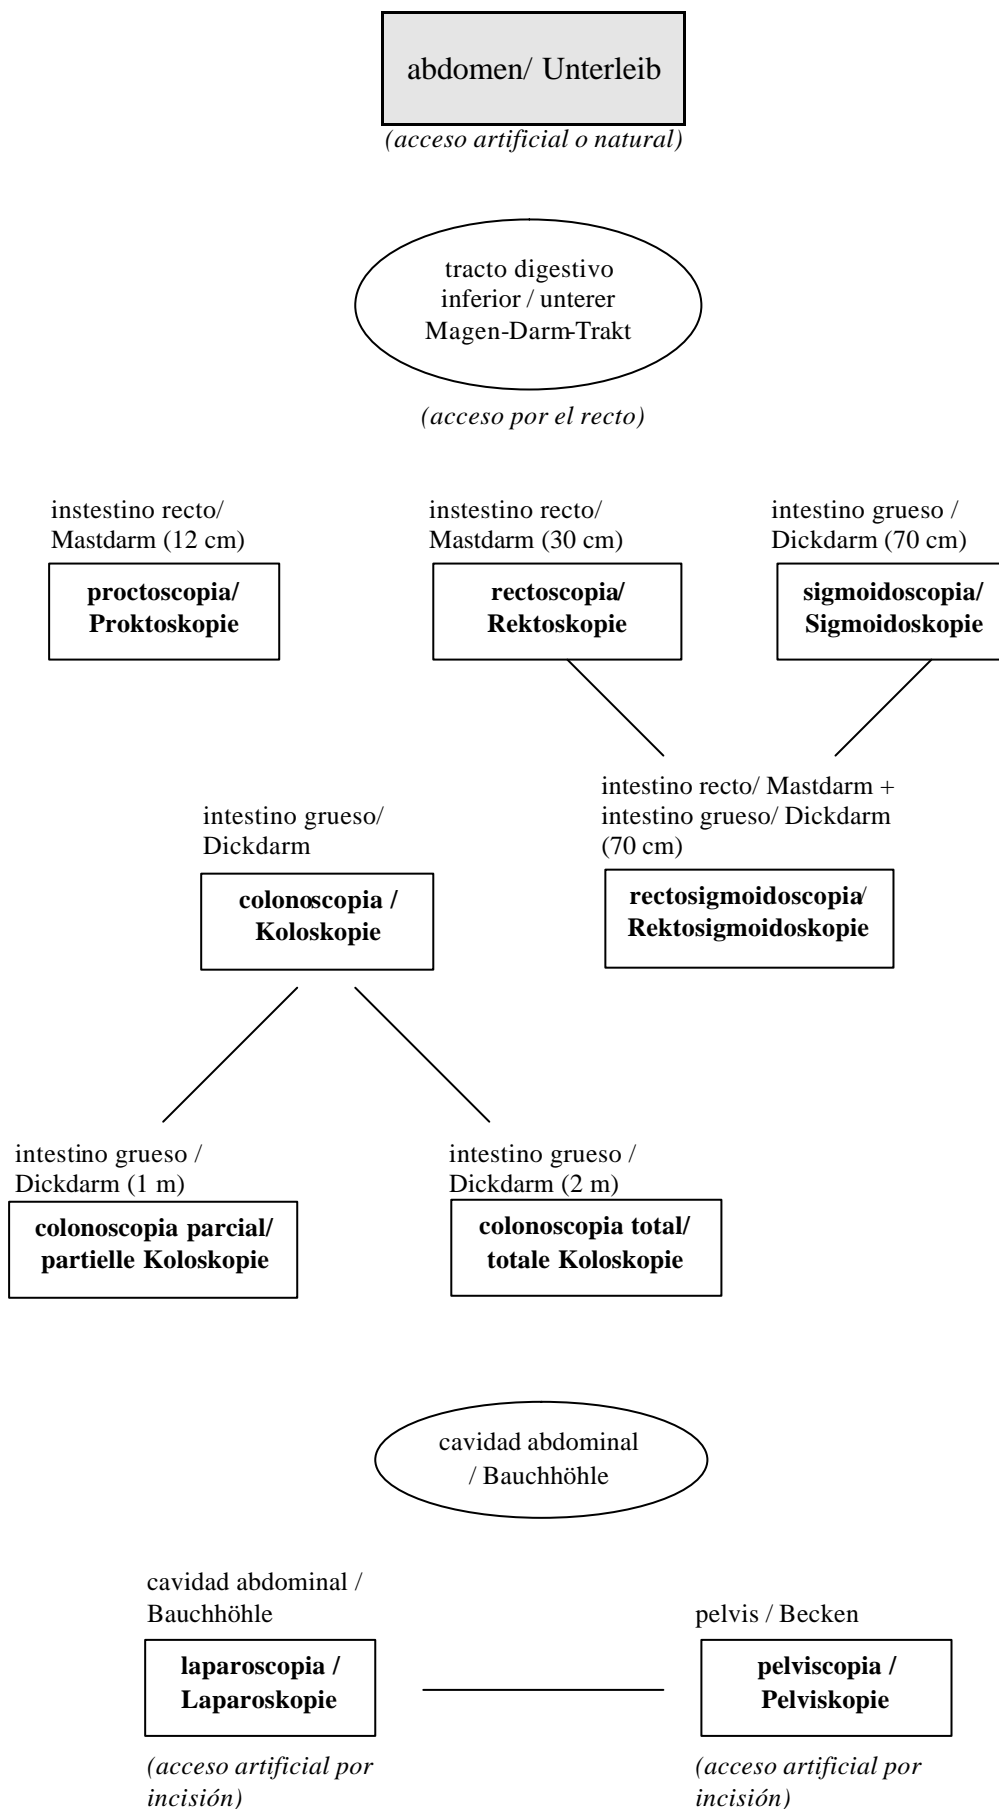 abdomen/ Unterleib
(acceso artificial o natural)
tracto digestivo
inferior / unterer
Magen-Darm-Trakt
(acceso por el recto)
instestino recto/
Mastdarm (12 cm)
proctoscopia/
Proktoskopie
instestino recto/
Mastdarm (30 cm)
rectoscopia/
Rektoskopie
intestino grueso /
Dickdarm (70 cm)
sigmoidoscopia/
Sigmoidoskopie
intestino recto/ Mastdarm +
intestino grueso/ Dickdarm
(70 cm)
rectosigmoidoscopia/
Rektosigmoidoskopie
intestino grueso/
Dickdarm
colonoscopia /
Koloskopie
intestino grueso /
Dickdarm (1 m)
colonoscopia parcial/
partielle Koloskopie
intestino grueso /
Dickdarm (2 m)
colonoscopia total/
totale Koloskopie
cavidad abdominal
/ Bauchhöhle
cavidad abdominal /
Bauchhöhle
laparoscopia /
Laparoskopie
(acceso artificial por
incisión)
pelvis / Becken
pelviscopia /
Pelviskopie
(acceso artificial por
incisión)